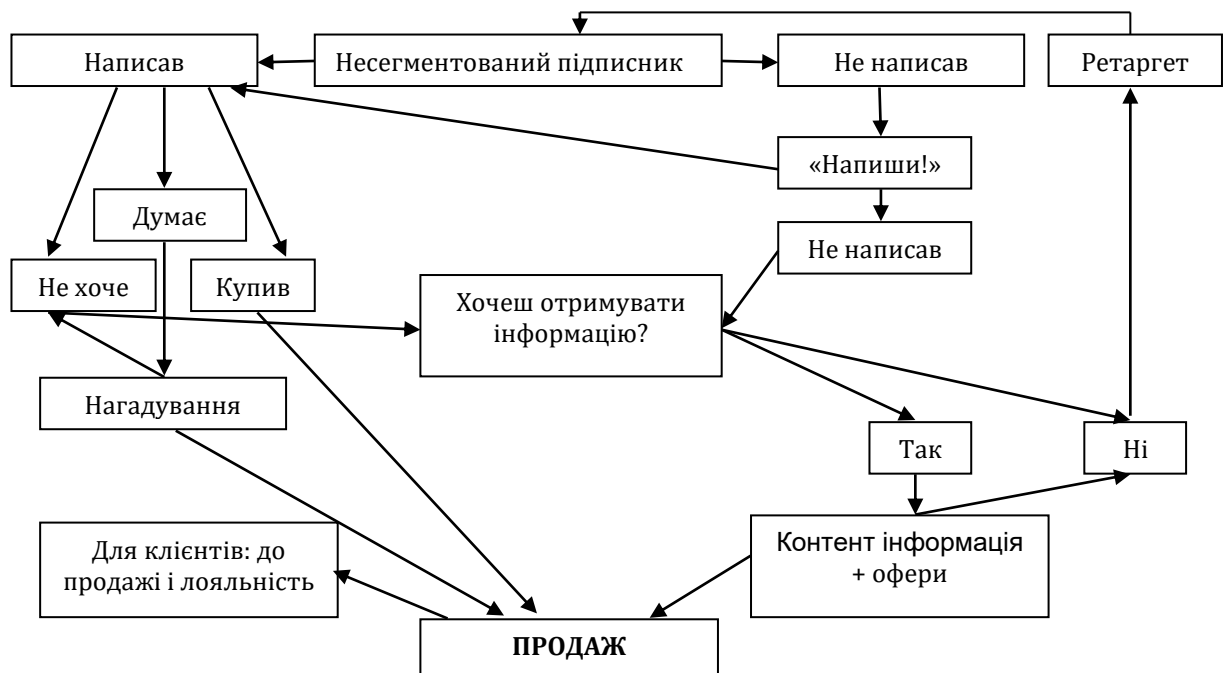 Написав
Несегментований підписник
Не написав
Ретаргет
«Напиши!»
Думає
Не написав
Не хоче
Купив
Хочеш отримувати
інформацію?
Нагадування
Так
Ні
Для клієнтів: до
продажі і лояльність
Контент інформація
+ офери
ПРОДАЖ